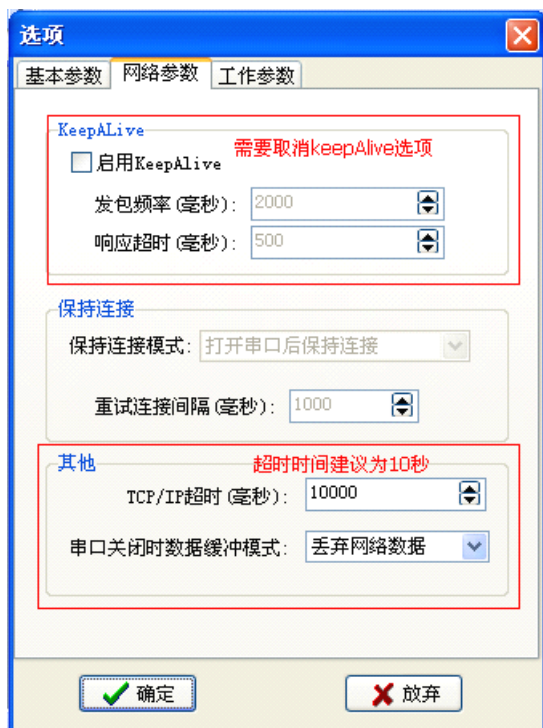 选项
基本参数 网络参数 工作参数
KeepALive
需要取消keepAlive选项
启用KeepAlive
发包频率(毫秒): 2000
响应超时(毫秒): 500
保持连接
保持连接模式: 打开串口后保持连接
重试连接间隔(毫秒): 1000
其他
超时时间建议为10秒
TCP/IP超时(毫秒): 10000
串口关闭时数据缓冲模式: 丢弃网络数据
确定 放弃